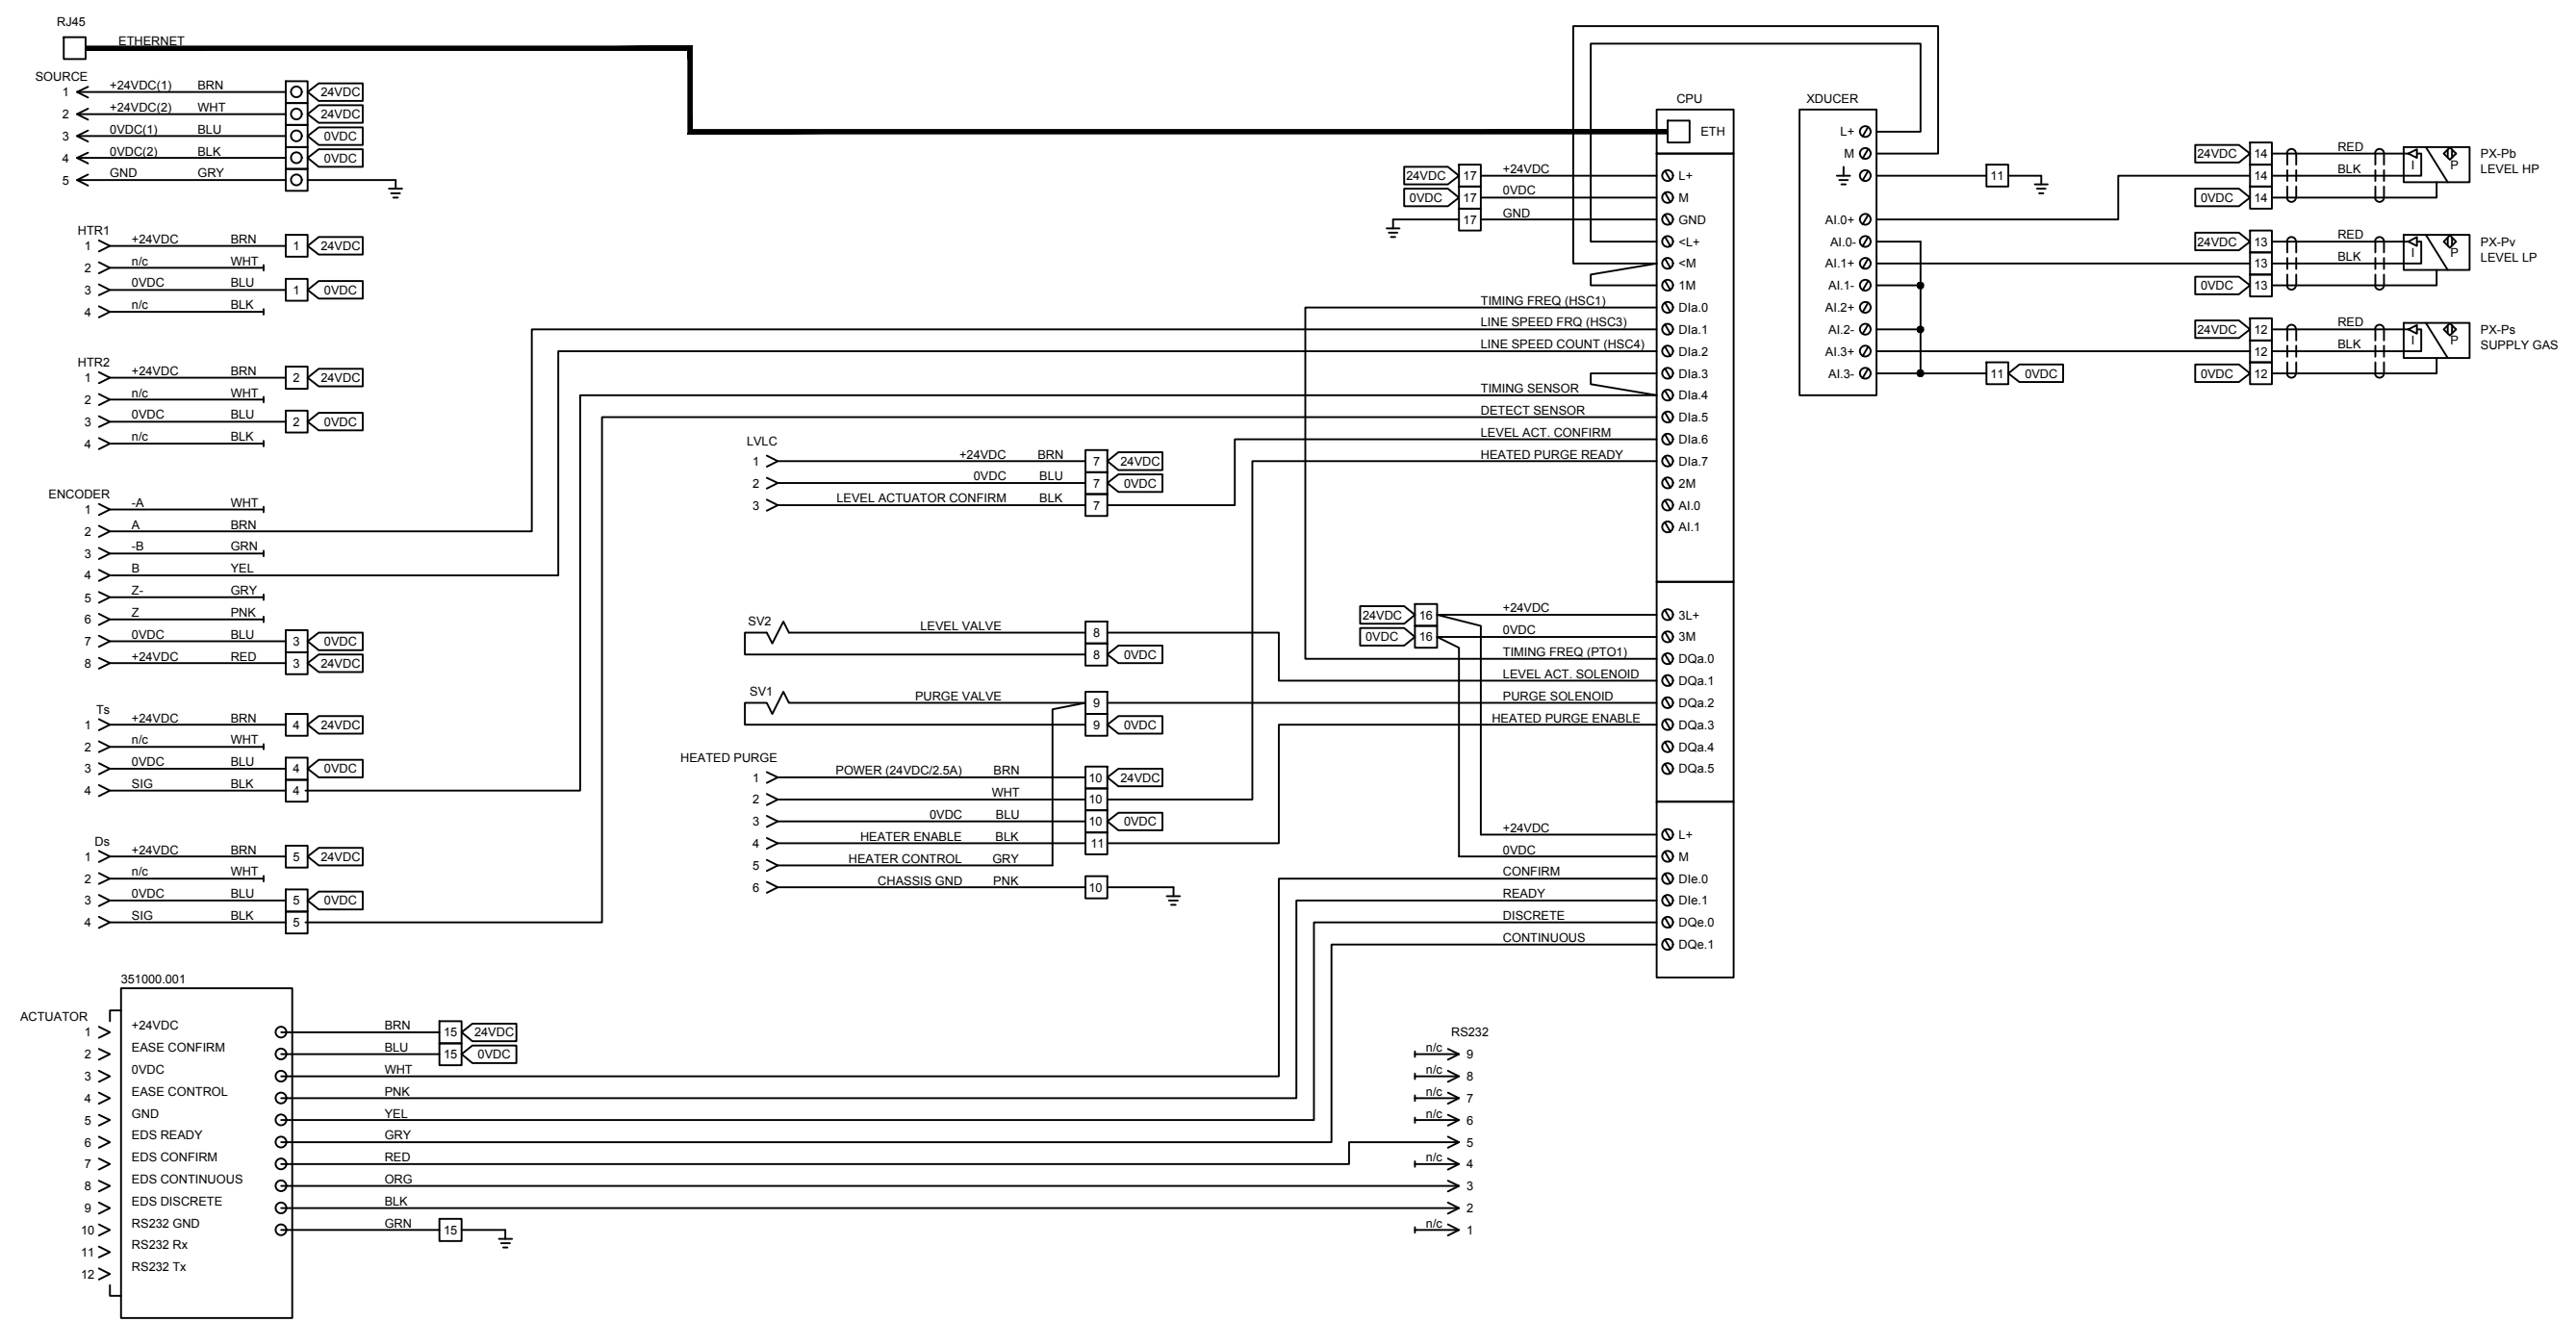 RJ45
ETHERNET
SOURCE
1 +24VDC(1) BRN 24VDC
2 +24VDC(2) WHT 24VDC
3 0VDC(1) BLU 0VDC
4 0VDC(2) BLK 0VDC
5 GND GRY
HTR1
1 +24VDC BRN 1 24VDC
2 n/c WHT
3 0VDC BLU 1 0VDC
4 n/c BLK
HTR2
1 +24VDC BRN 2 24VDC
2 n/c WHT
3 0VDC BLU 2 0VDC
4 n/c BLK
ENCODER
1 -A WHT
2 A BRN
3 -B GRN
4 B YEL
5 Z- GRY
6 Z PNK
7 0VDC BLU 3 0VDC
8 +24VDC RED 3 24VDC
Ts
1 +24VDC BRN 4 24VDC
2 n/c WHT
3 0VDC BLU 4 0VDC
4 SIG BLK 4
Ds
1 +24VDC BRN 5 24VDC
2 n/c WHT
3 0VDC BLU 5 0VDC
4 SIG BLK 5
351000.001
ACTUATOR
1 +24VDC BRN 15 24VDC
2 EASE CONFIRM BLU 15 0VDC
3 0VDC WHT
4 EASE CONTROL PNK
5 GND YEL
6 EDS READY GRY
7 EDS CONFIRM RED
8 EDS CONTINUOUS ORG
9 EDS DISCRETE BLK
10 RS232 GND GRN 15
11 RS232 Rx
12 RS232 Tx
LVLC
1 +24VDC BRN 7 24VDC
2 0VDC BLU 7 0VDC
3 LEVEL ACTUATOR CONFIRM BLK 7
SV2 LEVEL VALVE 8
8 0VDC
SV1 PURGE VALVE 9
9 0VDC
HEATED PURGE
1 POWER (24VDC/2.5A) BRN 10 24VDC
2 WHT 10
3 0VDC BLU 10 0VDC
4 HEATER ENABLE BLK 11
5 HEATER CONTROL GRY
6 CHASSIS GND PNK 10
CPU
ETH
24VDC 17 +24VDC L+
0VDC 17 0VDC M
17 GND GND
<L+
<M
1M
TIMING FREQ (HSC1) DIa.0
LINE SPEED FRQ (HSC3) DIa.1
LINE SPEED COUNT (HSC4) DIa.2
DIa.3
TIMING SENSOR DIa.4
DETECT SENSOR DIa.5
LEVEL ACT. CONFIRM DIa.6
HEATED PURGE READY DIa.7
2M
AI.0
AI.1
24VDC 16 +24VDC 3L+
0VDC 16 0VDC 3M
TIMING FREQ (PTO1) DQa.0
LEVEL ACT. SOLENOID DQa.1
PURGE SOLENOID DQa.2
HEATED PURGE ENABLE DQa.3
DQa.4
DQa.5
+24VDC L+
0VDC M
CONFIRM DIe.0
READY DIe.1
DISCRETE DQe.0
CONTINUOUS DQe.1
RS232
n/c 9
n/c 8
n/c 7
n/c 6
5
n/c 4
3
2
n/c 1
XDUCER
L+
M
11
AI.0+
AI.0-
AI.1+
AI.1-
AI.2+
AI.2-
AI.3+
AI.3- 11 0VDC
24VDC 14 RED PX-Pb
14 BLK I P LEVEL HP
0VDC 14
24VDC 13 RED PX-Pv
13 BLK I P LEVEL LP
0VDC 13
24VDC 12 RED PX-Ps
12 BLK I P SUPPLY GAS
0VDC 12